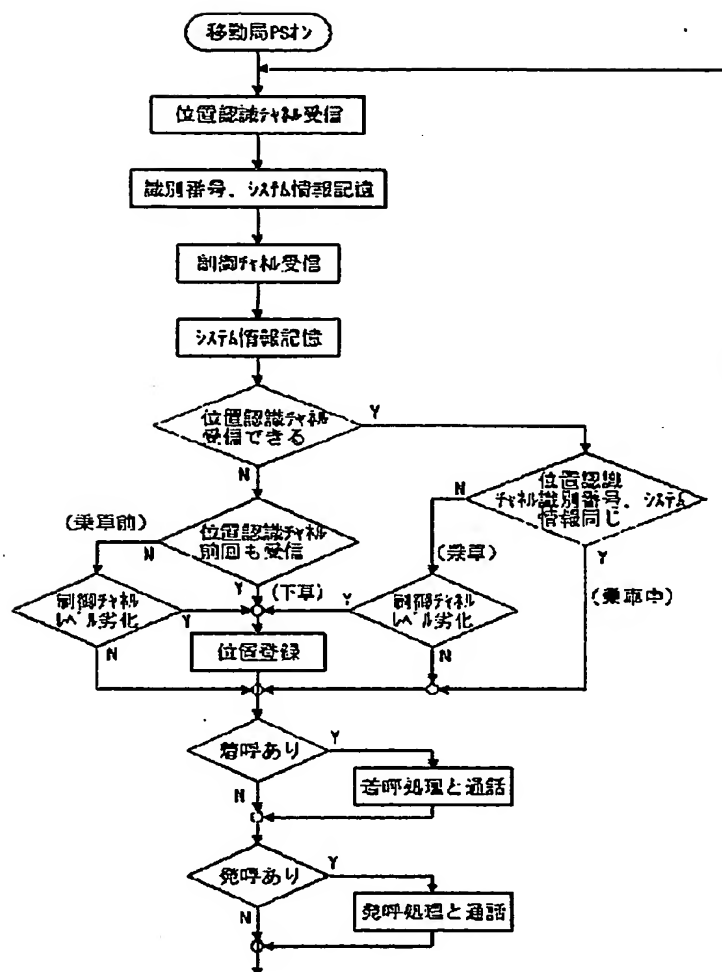 移動局PSオン
位置認識チャネル受信
識別番号、システム情報記憶
制御チャネル受信
システム情報記憶
位置認識チャネル
受信できる
Y
N
位置認識
チャネル識別番号、システム
情報同じ
N
Y
(乗車前)
位置認識チャネル
前回も受信
N
Y
(下車)
(乗車)
(乗車中)
制御チャネル
レベル劣化
Y
N
制御チャネル
レベル劣化
Y
N
位置登録
着呼あり
Y
N
着呼処理と通話
発呼あり
Y
N
発呼処理と通話